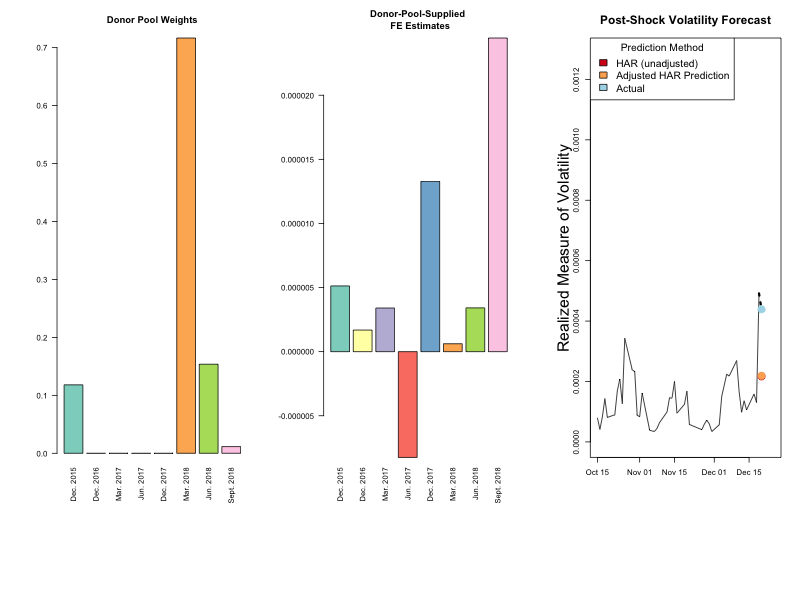 Donor Pool Weights
0.7
0.6
0.5
0.4
0.3
0.2
0.1
0.0
Dec. 2015
Dec. 2016
Mar. 2017
Jun. 2017
Dec. 2017
Mar. 2018
Jun. 2018
Sept. 2018
Donor-Pool-Supplied
FE Estimates
0.000020
0.000015
0.000010
0.000005
0.000000
-0.000005
Dec. 2015
Dec. 2016
Mar. 2017
Jun. 2017
Dec. 2017
Mar. 2018
Jun. 2018
Sept. 2018
Post-Shock Volatility Forecast
Prediction Method
HAR (unadjusted)
Adjusted HAR Prediction
Actual
Realized Measure of Volatility
0.0012
0.0010
0.0008
0.0006
0.0004
0.0002
0.0000
Oct 15
Nov 01
Nov 15
Dec 01
Dec 15